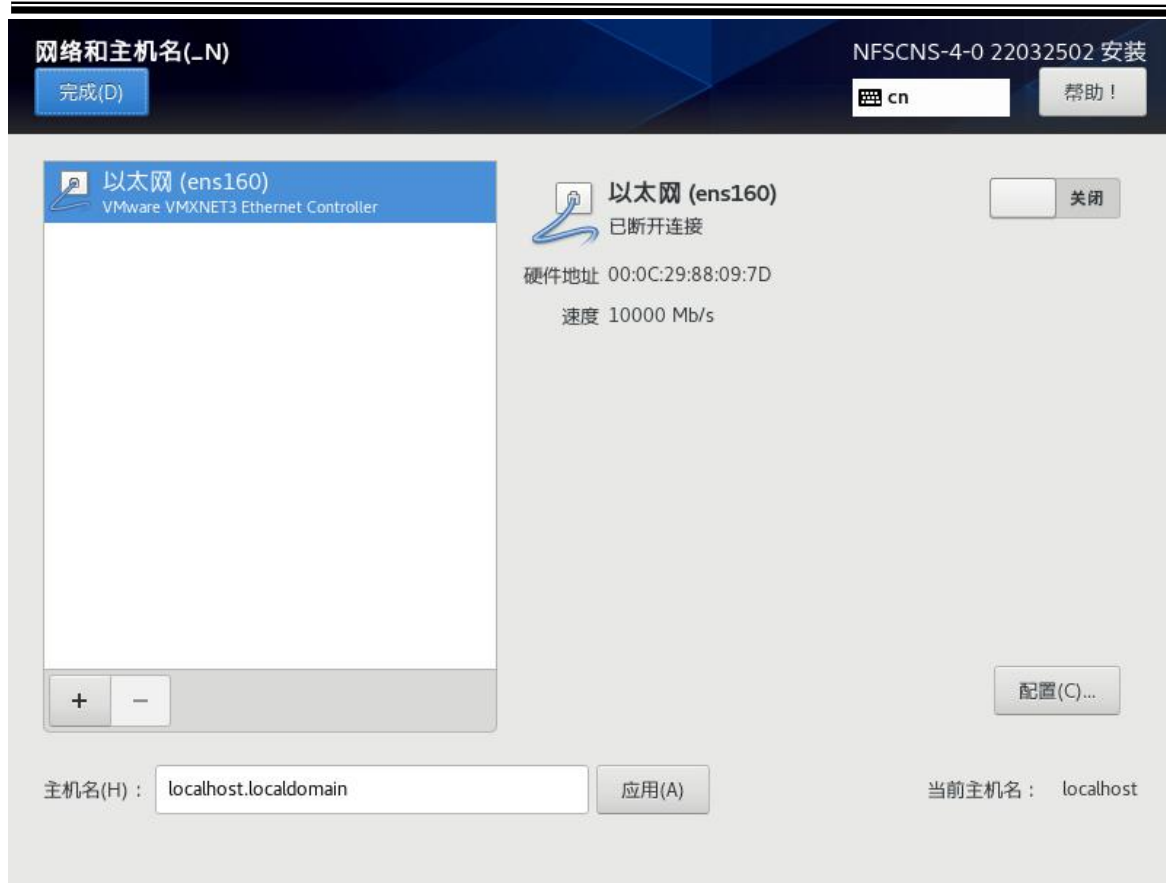 网络和主机名(_N)
NFSCNS-4-0 22032502 安装
完成(D)
cn
帮助！
以太网 (ens160)
VMware VMXNET3 Ethernet Controller
以太网 (ens160)
已断开连接
关闭
硬件地址 00:0C:29:88:09:7D
速度 10000 Mb/s
+ −
配置(C)...
主机名(H)： localhost.localdomain
应用(A)
当前主机名： localhost